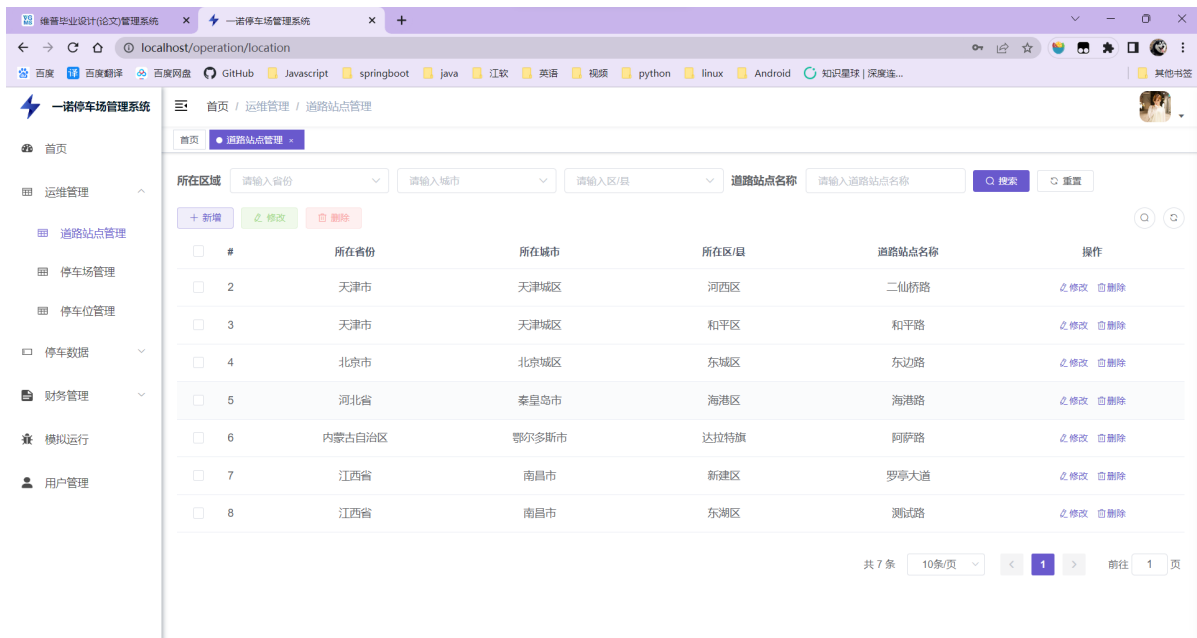 维普毕业设计(论文)管理系统 一诺停车场管理系统
localhost/operation/location
百度 百度翻译 百度网盘 GitHub Javascript springboot java 江软 英语 视频 python linux Android 知识星球 | 深度连... 其他书签
一诺停车场管理系统 首页 / 运维管理 / 道路站点管理
首页 道路站点管理 ×
首页
运维管理
道路站点管理
停车场管理
停车位管理
停车数据
财务管理
模拟运行
用户管理
所在区域 请输入省份 请输入城市 请输入区/县 道路站点名称 请输入道路站点名称 搜索 重置
+ 新增 修改 删除
# 所在省份 所在城市 所在区/县 道路站点名称 操作
2 天津市 天津城区 河西区 二仙桥路 修改 删除
3 天津市 天津城区 和平区 和平路 修改 删除
4 北京市 北京城区 东城区 东边路 修改 删除
5 河北省 秦皇岛市 海港区 海港路 修改 删除
6 内蒙古自治区 鄂尔多斯市 达拉特旗 阿萨路 修改 删除
7 江西省 南昌市 新建区 罗亭大道 修改 删除
8 江西省 南昌市 东湖区 测试路 修改 删除
共 7 条 10条/页 < 1 > 前往 1 页